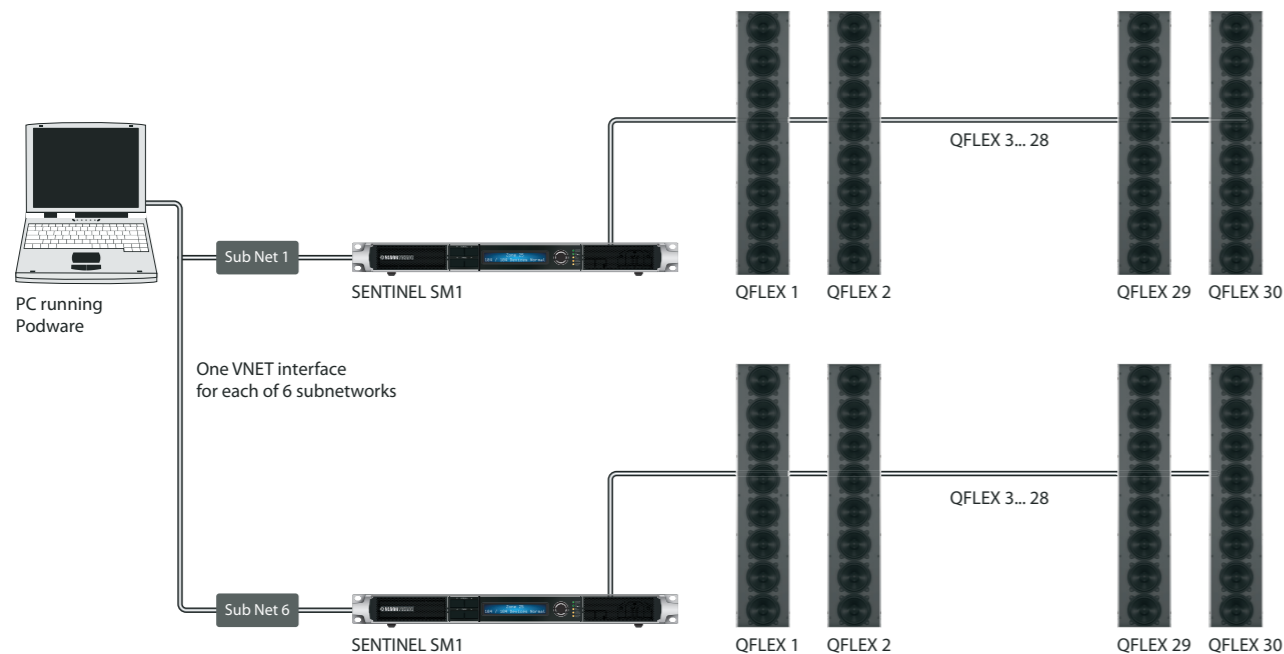 QFLEX 3... 28
Sub Net 1
SENTINEL SM1
QFLEX 1
QFLEX 2
QFLEX 29
QFLEX 30
PC running
Podware
One VNET interface
for each of 6 subnetworks
QFLEX 3... 28
Sub Net 6
SENTINEL SM1
QFLEX 1
QFLEX 2
QFLEX 29
QFLEX 30